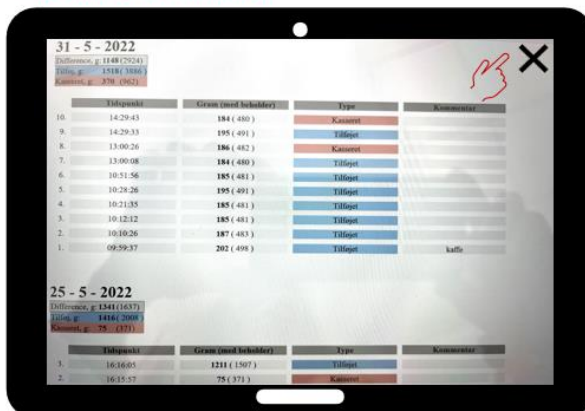 31 - 5 - 2022
Difference, g: 1148 (2924)
Tilføj, g: 1518 ( 3886 )
Kasseret, g: 370 (962)
Tidspunkt Gram (med beholder) Type Kommentar
10. 14:29:43 184 ( 480 ) Kasseret
9. 14:29:33 195 ( 491 ) Tilføjet
8. 13:00:26 186 ( 482 ) Kasseret
7. 13:00:08 184 ( 480 ) Tilføjet
6. 10:51:56 185 ( 481 ) Tilføjet
5. 10:28:26 195 ( 491 ) Tilføjet
4. 10:21:35 185 ( 481 ) Tilføjet
3. 10:12:12 185 ( 481 ) Tilføjet
2. 10:10:26 187 ( 483 ) Tilføjet
1. 09:59:37 202 ( 498 ) Tilføjet kaffe
25 - 5 - 2022
Difference, g: 1341 (1637)
Tilføj, g: 1416 ( 2008 )
Kasseret, g: 75 (371)
Tidspunkt Gram (med beholder) Type Kommentar
3. 16:16:05 1211 ( 1507 ) Tilføjet
2. 16:15:57 75 ( 371 ) Kasseret